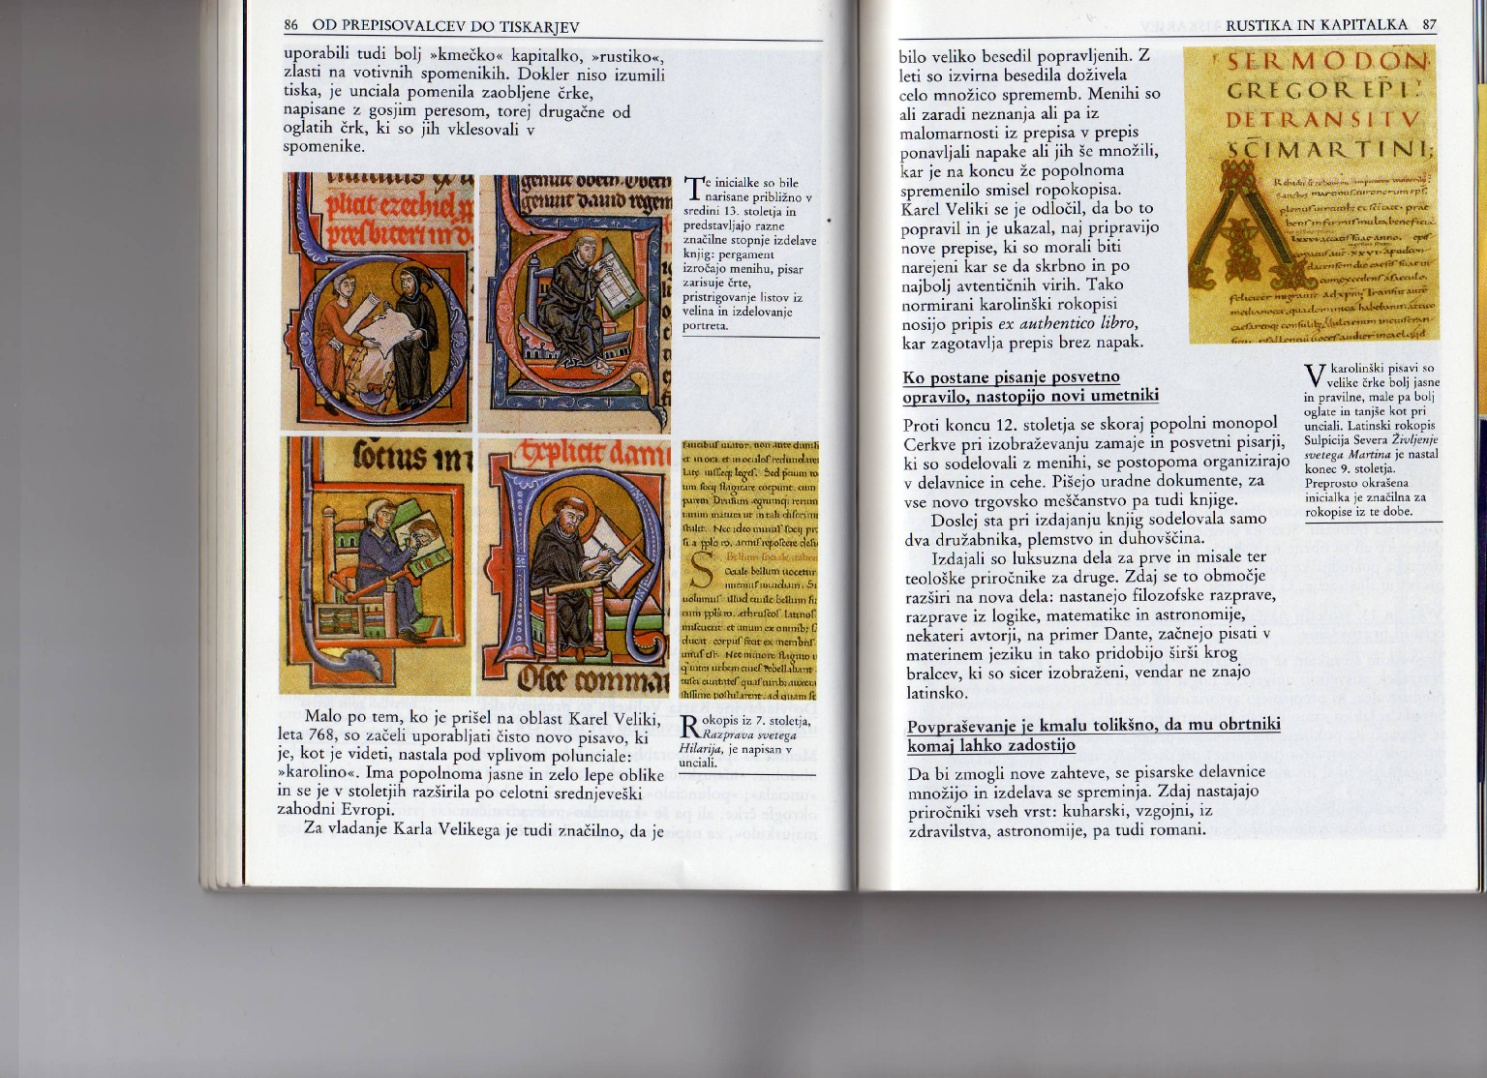 86 OD PREPISOVALCEV DO TISKARJEV
uporabili tudi bolj »kmečko« kapitalko, »rustiko«,
zlasti na votivnih spomenikih. Dokler niso izumili
tiska, je unciala pomenila zaobljene črke,
napisane z gosjim peresom, torej drugačne od
oglatih črk, ki so jih vklesovali v
spomenike.
plicit ezechiel
presbiteri
genuit dauid regem
Te inicialke so bile
narisane približno v
sredini 13. stoletja in
predstavljajo razne
značilne stopnje izdelave
knjig: pergament
izročajo menihu, pisar
zarisuje črte,
pristrigovanje listov iz
velina in izdelovanje
portreta.
Explicit
Rokopis iz 7. stoletja,
Razprava svetega
Hilarija, je napisan v
unciali.
Malo po tem, ko je prišel na oblast Karel Veliki,
leta 768, so začeli uporabljati čisto novo pisavo, ki
je, kot je videti, nastala pod vplivom polunciale:
»karolino«. Ima popolnoma jasne in zelo lepe oblike
in se je v stoletjih razširila po celotni srednjeveški
zahodni Evropi.
Za vladanje Karla Velikega je tudi značilno, da je
RUSTIKA IN KAPITALKA 87
bilo veliko besedil popravljenih. Z
leti so izvirna besedila doživela
celo množico sprememb. Menihi so
ali zaradi neznanja ali pa iz
malomarnosti iz prepisa v prepis
ponavljali napake ali jih še množili,
kar je na koncu že popolnoma
spremenilo smisel ropokopisa.
Karel Veliki se je odločil, da bo to
popravil in je ukazal, naj pripravijo
nove prepise, ki so morali biti
narejeni kar se da skrbno in po
najbolj avtentičnih virih. Tako
normirani karolinški rokopisi
nosijo pripis ex authentico libro,
kar zagotavlja prepis brez napak.
SERMODON
GREGOREPI
DETRANSITV
SCIMARTINI;
V karolinški pisavi so
velike črke bolj jasne
in pravilne, male pa bolj
oglate in tanjše kot pri
unciali. Latinski rokopis
Sulpicija Severa Življenje
svetega Martina je nastal
konec 9. stoletja.
Preprosto okrašena
inicialka je značilna za
rokopise iz te dobe.
Ko postane pisanje posvetno
opravilo, nastopijo novi umetniki
Proti koncu 12. stoletja se skoraj popolni monopol
Cerkve pri izobraževanju zamaje in posvetni pisarji,
ki so sodelovali z menihi, se postopoma organizirajo
v delavnice in cehe. Pišejo uradne dokumente, za
vse novo trgovsko meščanstvo pa tudi knjige.
Doslej sta pri izdajanju knjig sodelovala samo
dva družabnika, plemstvo in duhovščina.
Izdajali so luksuzna dela za prve in misale ter
teološke priročnike za druge. Zdaj se to območje
razširi na nova dela: nastanejo filozofske razprave,
razprave iz logike, matematike in astronomije,
nekateri avtorji, na primer Dante, začnejo pisati v
materinem jeziku in tako pridobijo širši krog
bralcev, ki so sicer izobraženi, vendar ne znajo
latinsko.
Povpraševanje je kmalu tolikšno, da mu obrtniki
komaj lahko zadostijo
Da bi zmogli nove zahteve, se pisarske delavnice
množijo in izdelava se spreminja. Zdaj nastajajo
priročniki vseh vrst: kuharski, vzgojni, iz
zdravilstva, astronomije, pa tudi romani.